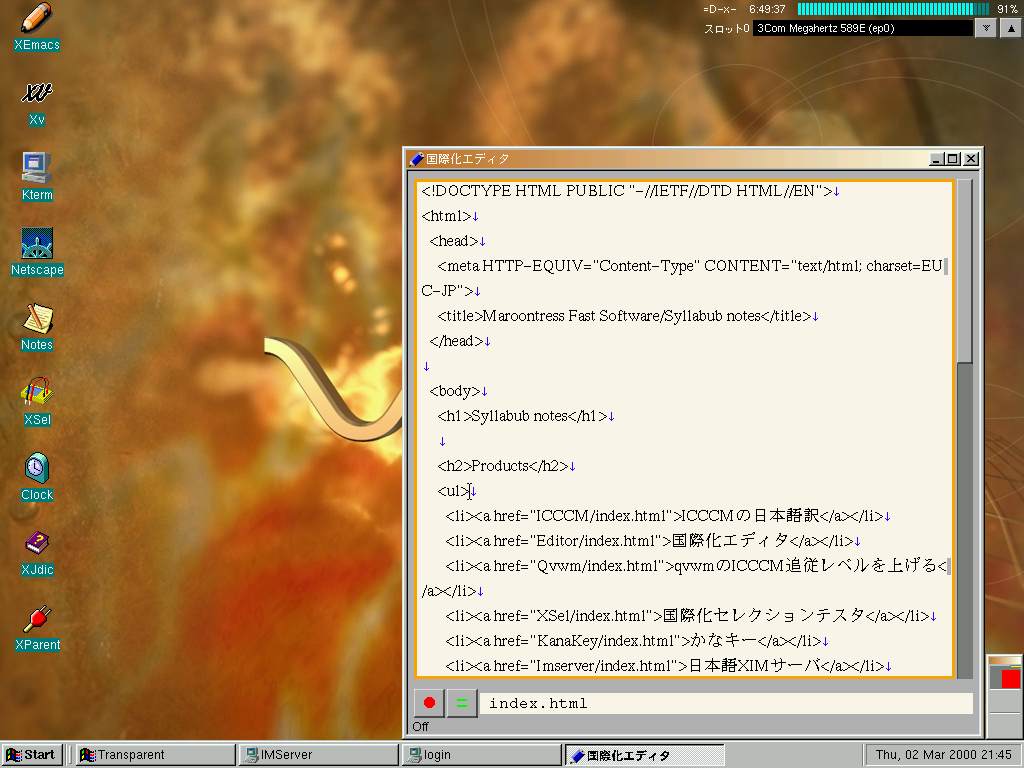 =D-x- 6:49:37 91%
スロット0 3Com Megahertz 589E (ep0)
XEmacs
Xv
Kterm
Netscape
Notes
XSel
Clock
XJdic
XParent
国際化エディタ
<!DOCTYPE HTML PUBLIC "-//IETF//DTD HTML//EN">↓
<html>↓
<head>↓
<meta HTTP-EQUIV="Content-Type" CONTENT="text/html; charset=EU
C-JP">↓
<title>Maroontress Fast Software/Syllabub notes</title>↓
</head>↓
↓
<body>↓
<h1>Syllabub notes</h1>↓
↓
<h2>Products</h2>↓
<ul>↓
<li><a href="ICCCM/index.html">ICCCMの日本語訳</a></li>↓
<li><a href="Editor/index.html">国際化エディタ</a></li>↓
<li><a href="Qvwm/index.html">qvwmのICCCM追従レベルを上げる<
/a></li>↓
<li><a href="XSel/index.html">国際化セレクションテスタ</a></li>↓
<li><a href="KanaKey/index.html">かなキー</a></li>↓
<li><a href="Imserver/index.html">日本語XIMサーバ</a></li>↓
index.html
Off
Start Transparent IMServer login 国際化エディタ Thu, 02 Mar 2000 21:45